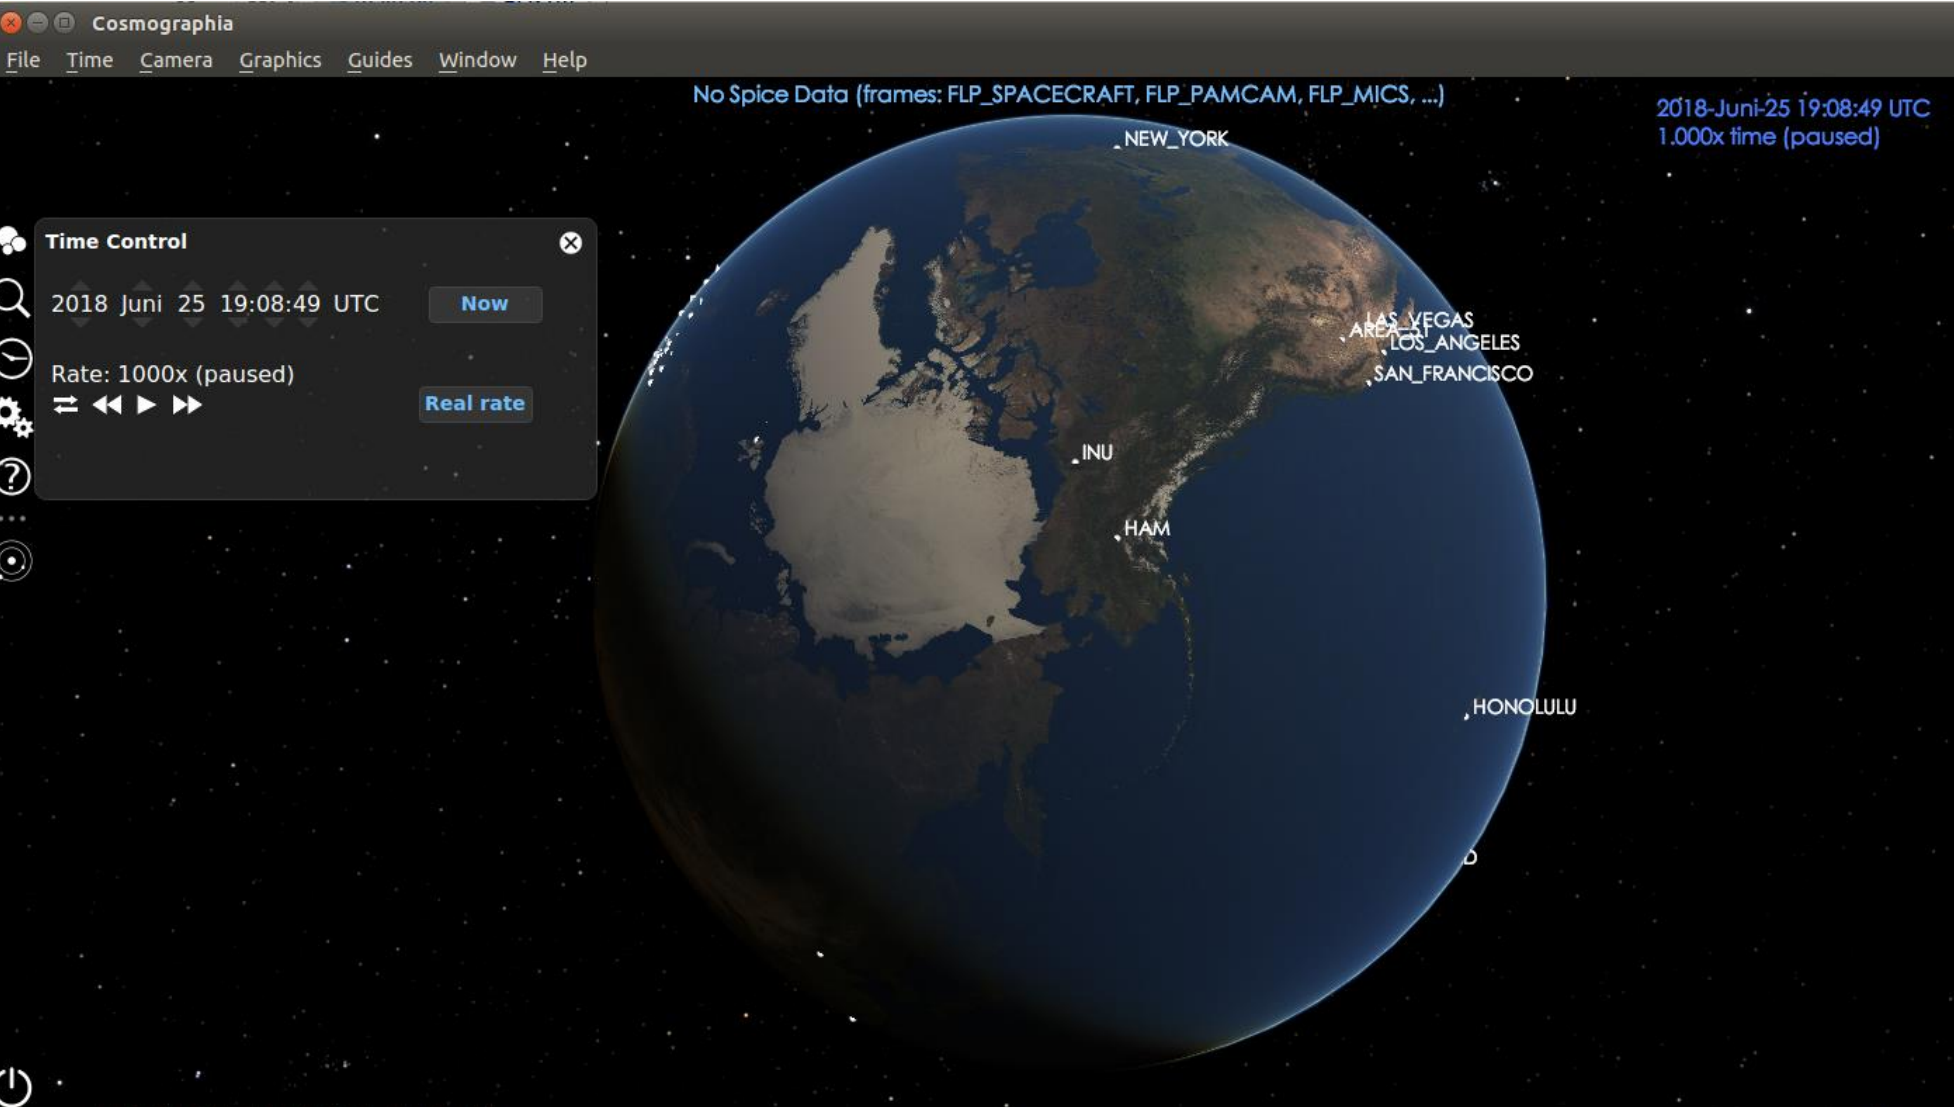 Cosmographia
File Time Camera Graphics Guides Window Help
No Spice Data (frames: FLP_SPACECRAFT, FLP_PAMCAM, FLP_MICS, ...)
2018-Juni-25 19:08:49 UTC
1.000x time (paused)
Time Control
2018 Juni 25 19:08:49 UTC
Now
Rate: 1000x (paused)
Real rate
NEW_YORK
LAS_VEGAS
AREA_51
LOS_ANGELES
SAN_FRANCISCO
INU
HAM
HONOLULU
D